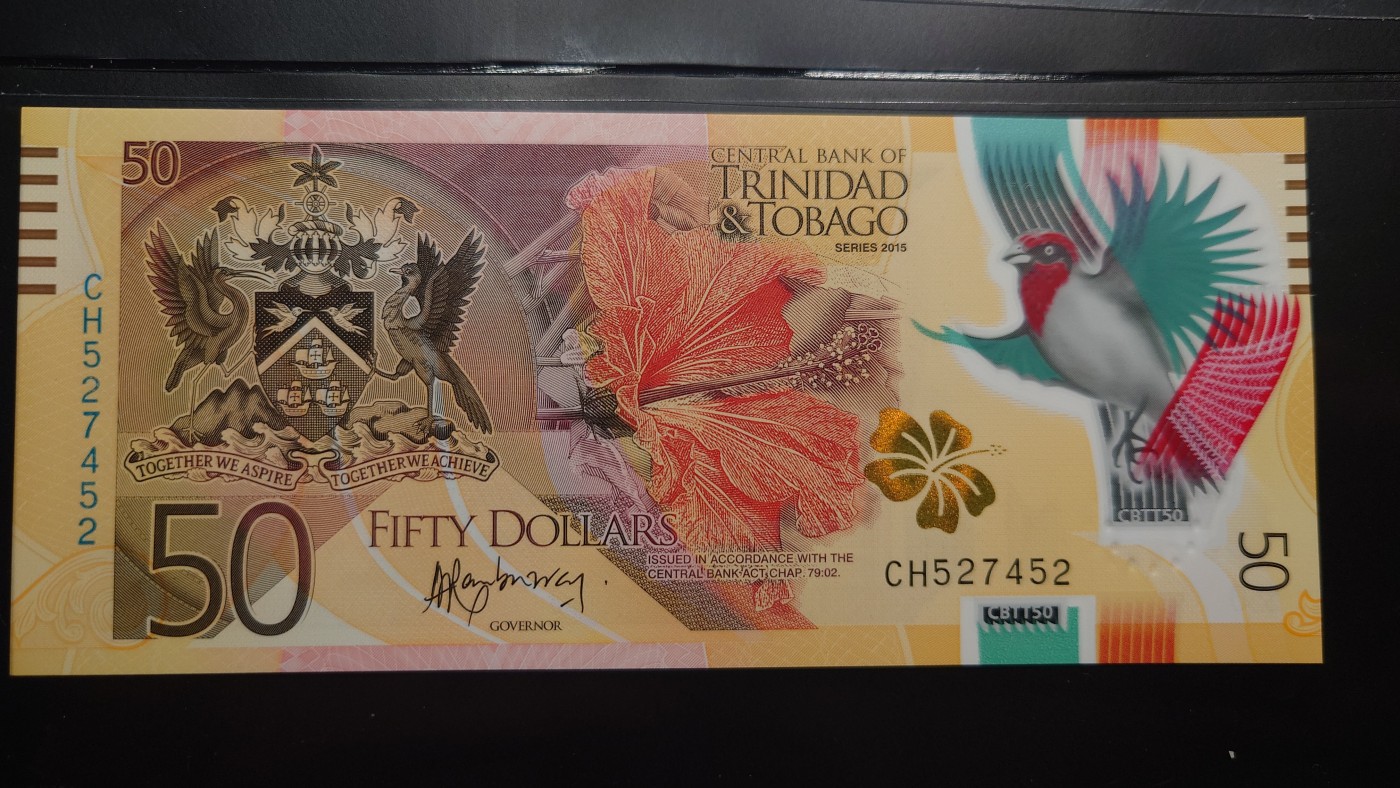 50
CENTRAL BANK OF
TRINIDAD
& TOBAGO
SERIES 2015
CH527452
TOGETHER WE ASPIRE TOGETHER WE ACHIEVE
50
FIFTY DOLLARS
ISSUED IN ACCORDANCE WITH THE
CENTRAL BANK ACT CHAP. 79:02.
GOVERNOR
CH527452
CBTT50
50
CBTT50